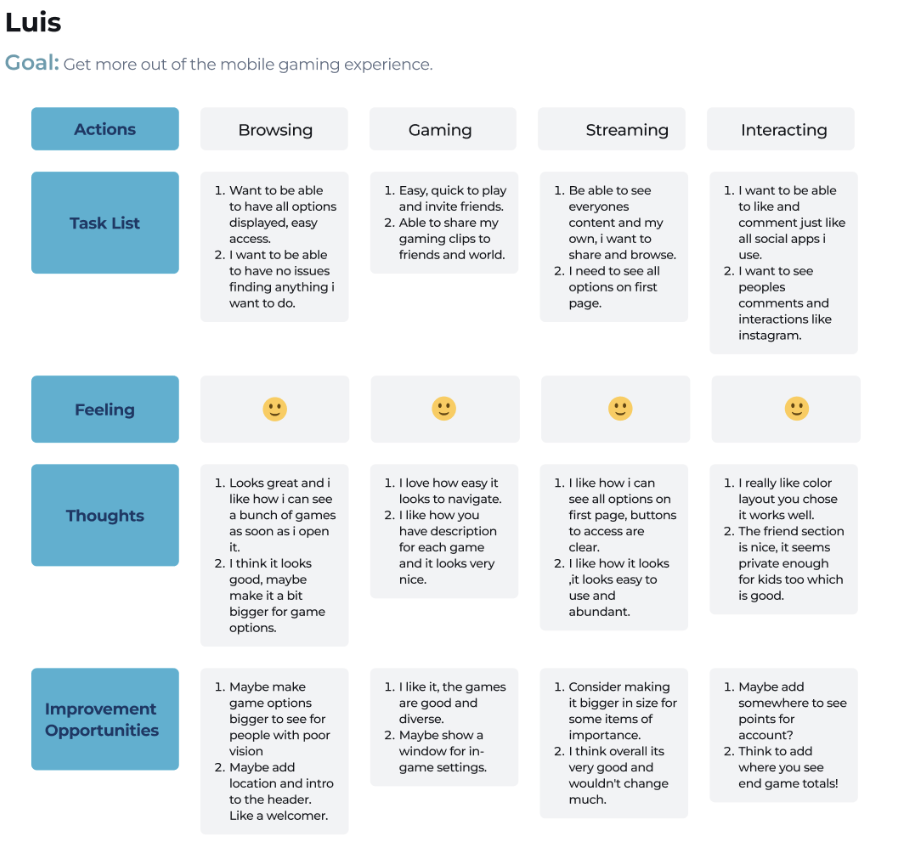 Luis
Goal: Get more out of the mobile gaming experience.
Actions
Browsing
Gaming
Streaming
Interacting
Task List
1. Want to be able
to have all options
displayed, easy
access.
2. I want to be able
to have no issues
finding anything i
want to do.
1. Easy, quick to play
and invite friends.
2. Able to share my
gaming clips to
friends and world.
1. Be able to see
everyones
content and my
own, i want to
share and browse.
2. I need to see all
options on first
page.
1. I want to be able
to like and
comment just like
all social apps i
use.
2. I want to see
peoples
comments and
interactions like
instagram.
Feeling
Thoughts
1. Looks great and i
like how i can see
a bunch of games
as soon as i open
it.
2. I think it looks
good, maybe
make it a bit
bigger for game
options.
1. I love how easy it
looks to navigate.
2. I like how you
have description
for each game
and it looks very
nice.
1. I like how i can
see all options on
first page, buttons
to access are
clear.
2. I like how it looks
,it looks easy to
use and
abundant.
1. I really like color
layout you chose
it works well.
2. The friend section
is nice, it seems
private enough
for kids too which
is good.
Improvement
Opportunities
1. Maybe make
game options
bigger to see for
people with poor
vision
2. Maybe add
location and intro
to the header.
Like a welcomer.
1. I like it, the games
are good and
diverse.
2. Maybe show a
window for in-
game settings.
1. Consider making
it bigger in size for
some items of
importance.
2. I think overall its
very good and
wouldn't change
much.
1. Maybe add
somewhere to see
points for
account?
2. Think to add
where you see
end game totals!